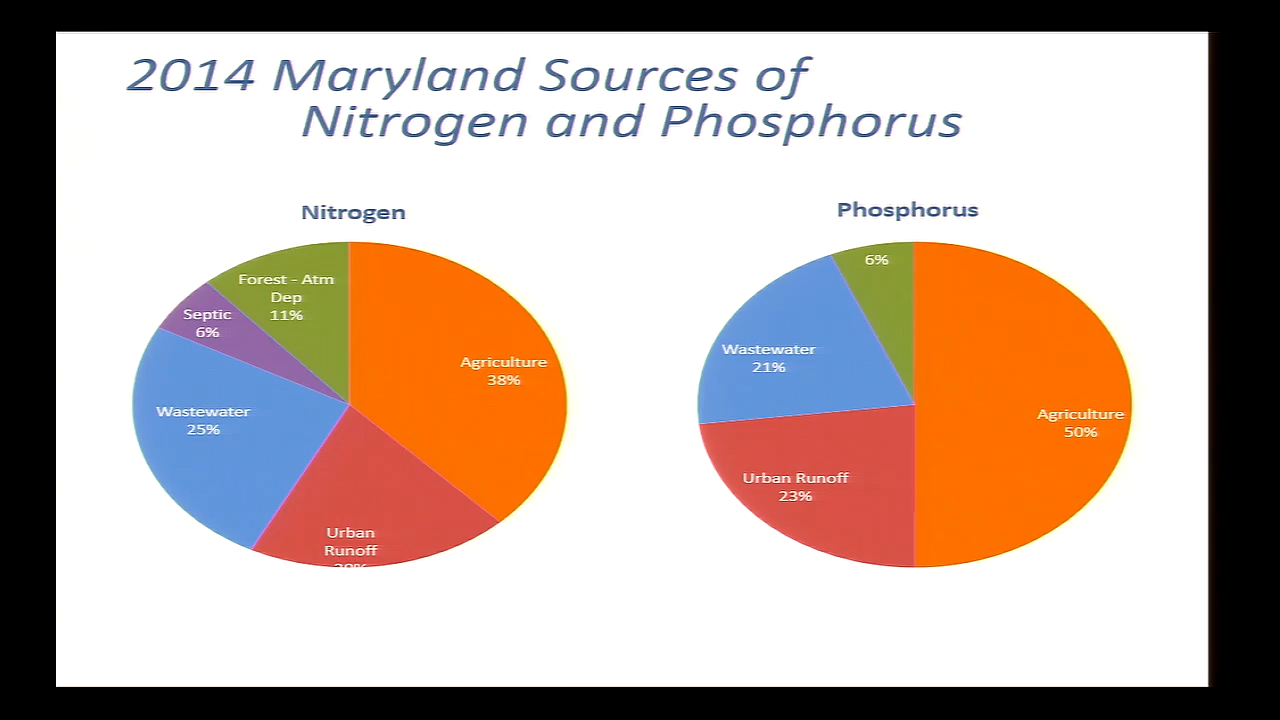 2014 Maryland Sources of
Nitrogen and Phosphorus
Nitrogen
Forest - Atm
Dep
11%
Septic
6%
Wastewater
25%
Agriculture
38%
Urban
Runoff
20%
Phosphorus
6%
Wastewater
21%
Urban Runoff
23%
Agriculture
50%